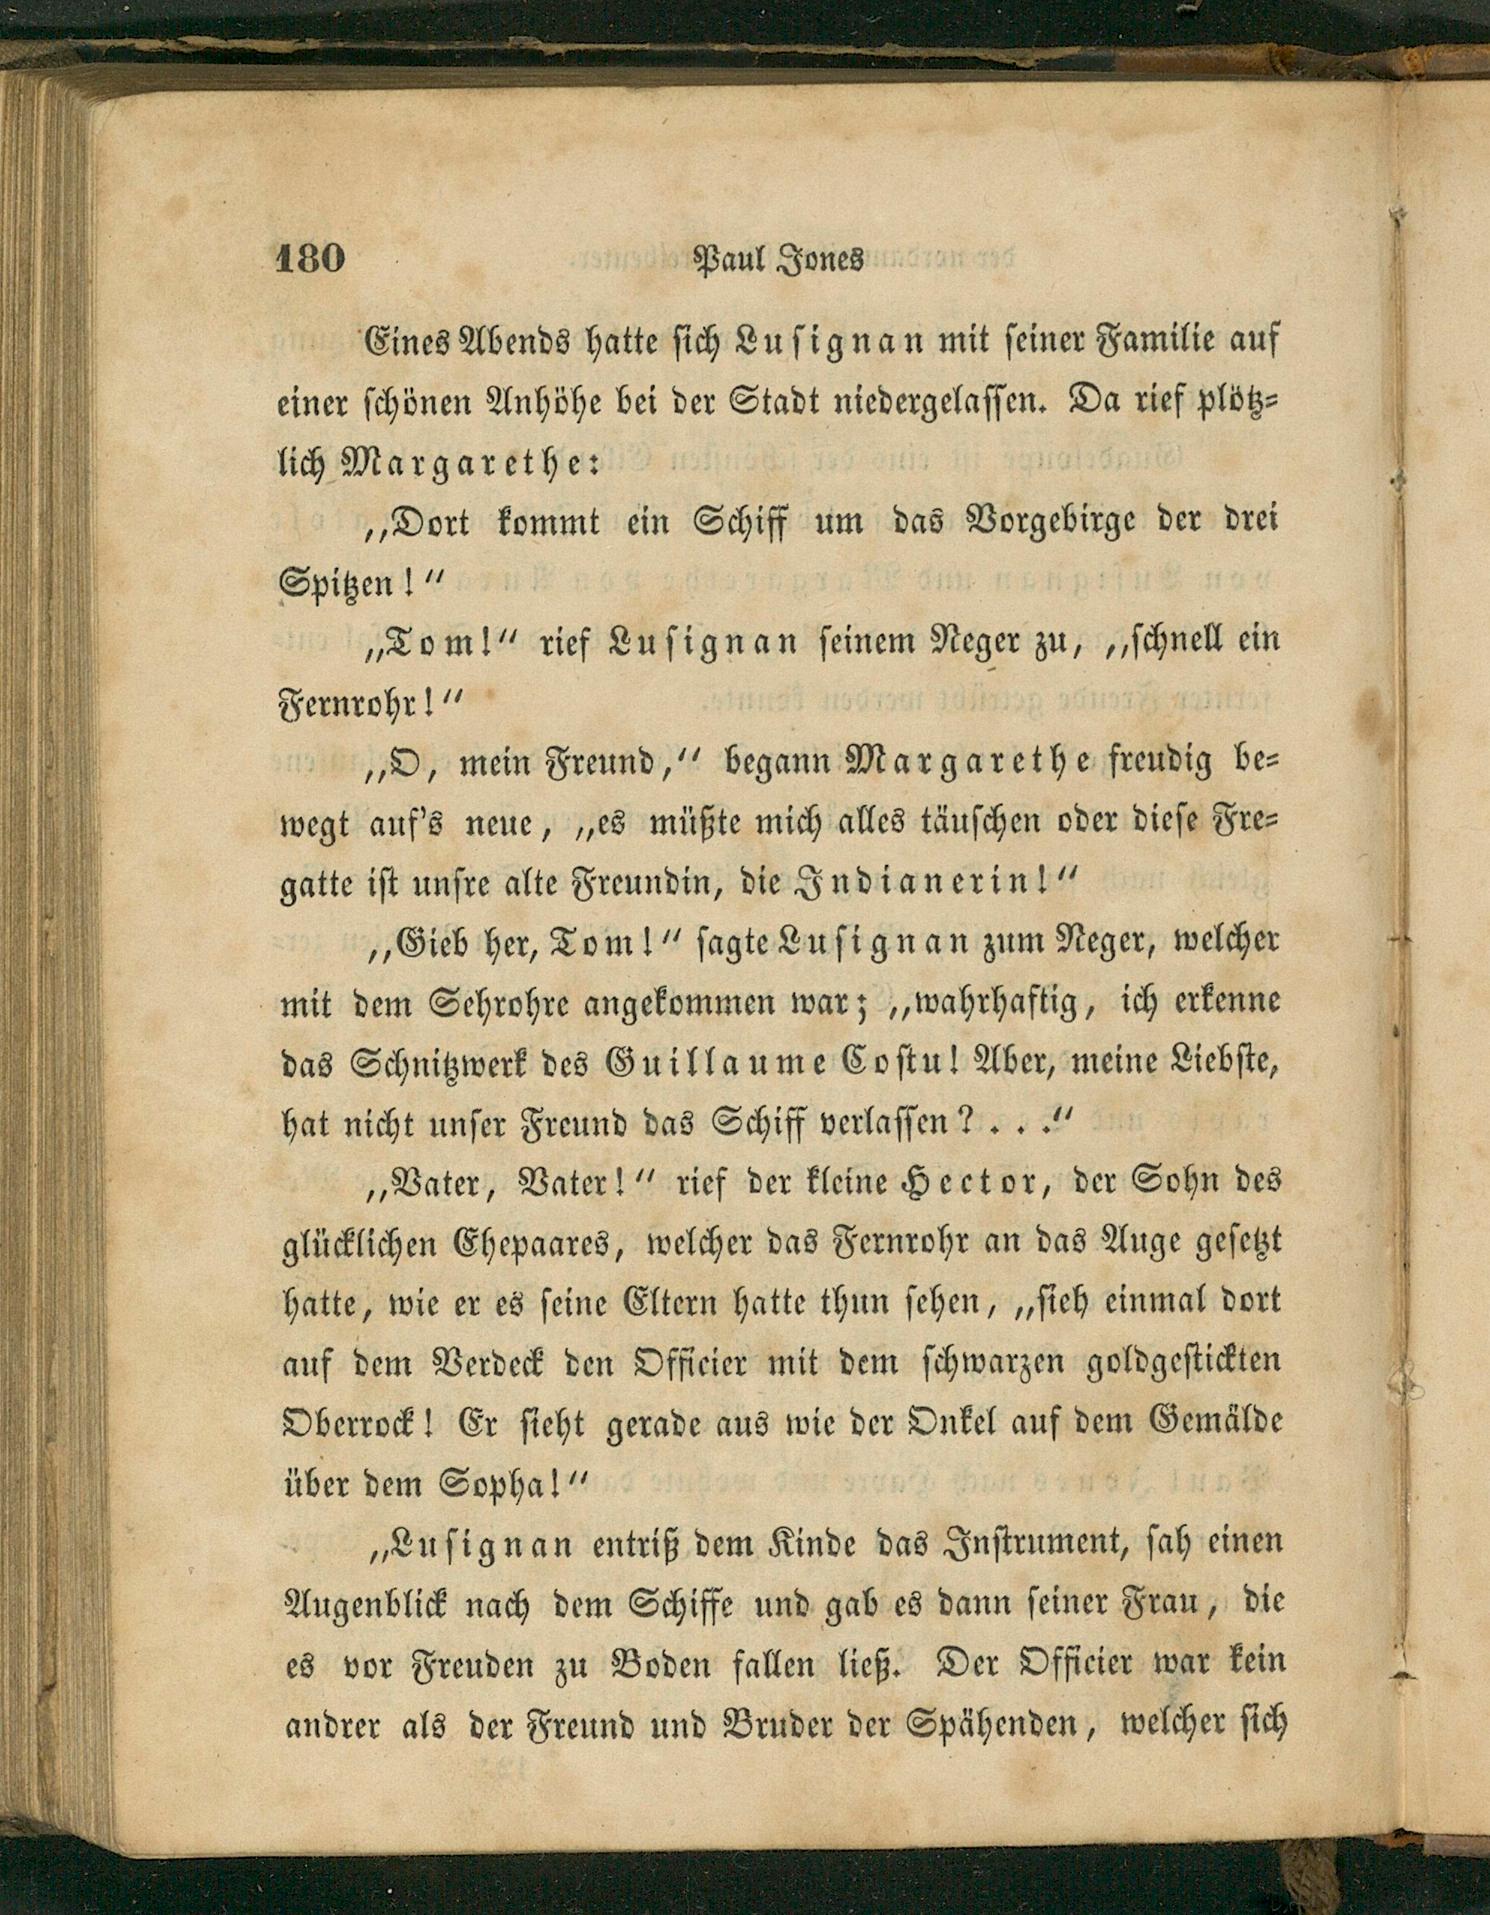 180
Paul Jones
Eines Abends hatte sich Lusignan mit seiner Familie auf
einer schönen Anhöhe bei der Stadt niedergelassen. Da rief plötz-
lich Margarethe:
„Dort kommt ein Schiff um das Vorgebirge der drei
Spitzen!“
„Tom!“ rief Lusignan seinem Neger zu, „schnell ein
Fernrohr!“
„O, mein Freund,“ begann Margarethe freudig be-
wegt auf's neue, „es müßte mich alles täuschen oder diese Fre-
gatte ist unsre alte Freundin, die Indianerin!“
„Gieb her, Tom!“ sagte Lusignan zum Neger, welcher
mit dem Sehrohre angekommen war; „wahrhaftig, ich erkenne
das Schnitzwerk des Guillaume Costu! Aber, meine Liebste,
hat nicht unser Freund das Schiff verlassen? . . .“
„Vater, Vater!“ rief der kleine Hector, der Sohn des
glücklichen Ehepaares, welcher das Fernrohr an das Auge gesetzt
hatte, wie er es seine Eltern hatte thun sehen, „sieh einmal dort
auf dem Verdeck den Officier mit dem schwarzen goldgestickten
Oberrock! Er sieht gerade aus wie der Onkel auf dem Gemälde
über dem Sopha!“
„Lusignan entriß dem Kinde das Instrument, sah einen
Augenblick nach dem Schiffe und gab es dann seiner Frau, die
es vor Freuden zu Boden fallen ließ. Der Officier war kein
andrer als der Freund und Bruder der Spähenden, welcher sich